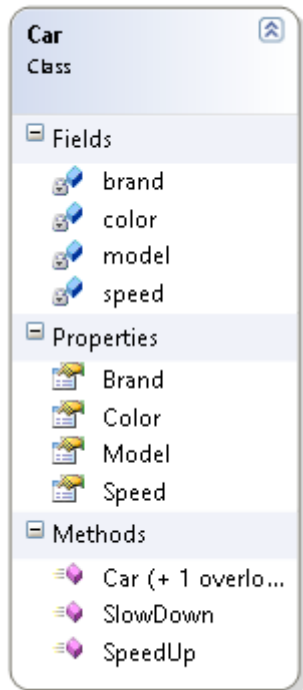 Car
Class
Fields
brand
color
model
speed
Properties
Brand
Color
Model
Speed
Methods
Car (+ 1 overlo...
SlowDown
SpeedUp